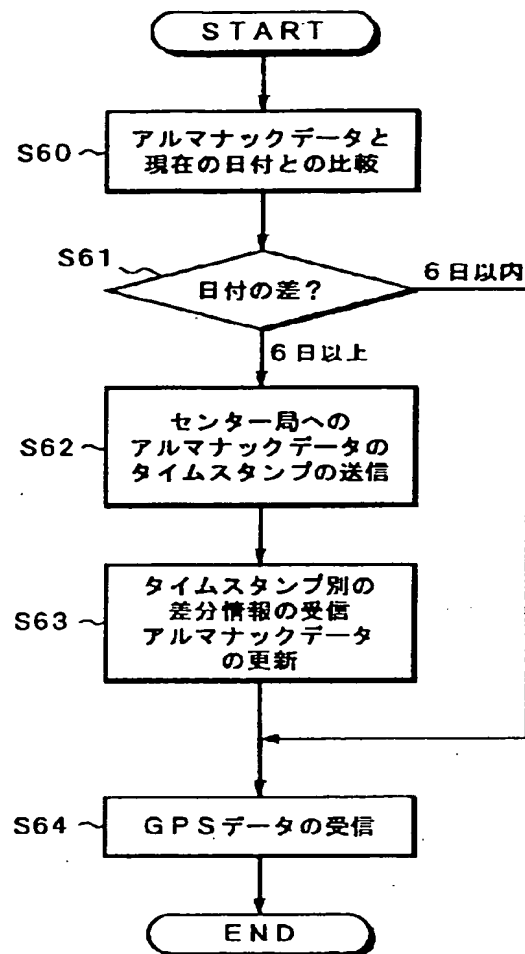 START
S60
アルマナックデータと
現在の日付との比較
S61
日付の差?
6日以内
6日以上
S62
センター局への
アルマナックデータの
タイムスタンプの送信
S63
タイムスタンプ別の
差分情報の受信
アルマナックデータ
の更新
S64
GPSデータの受信
END